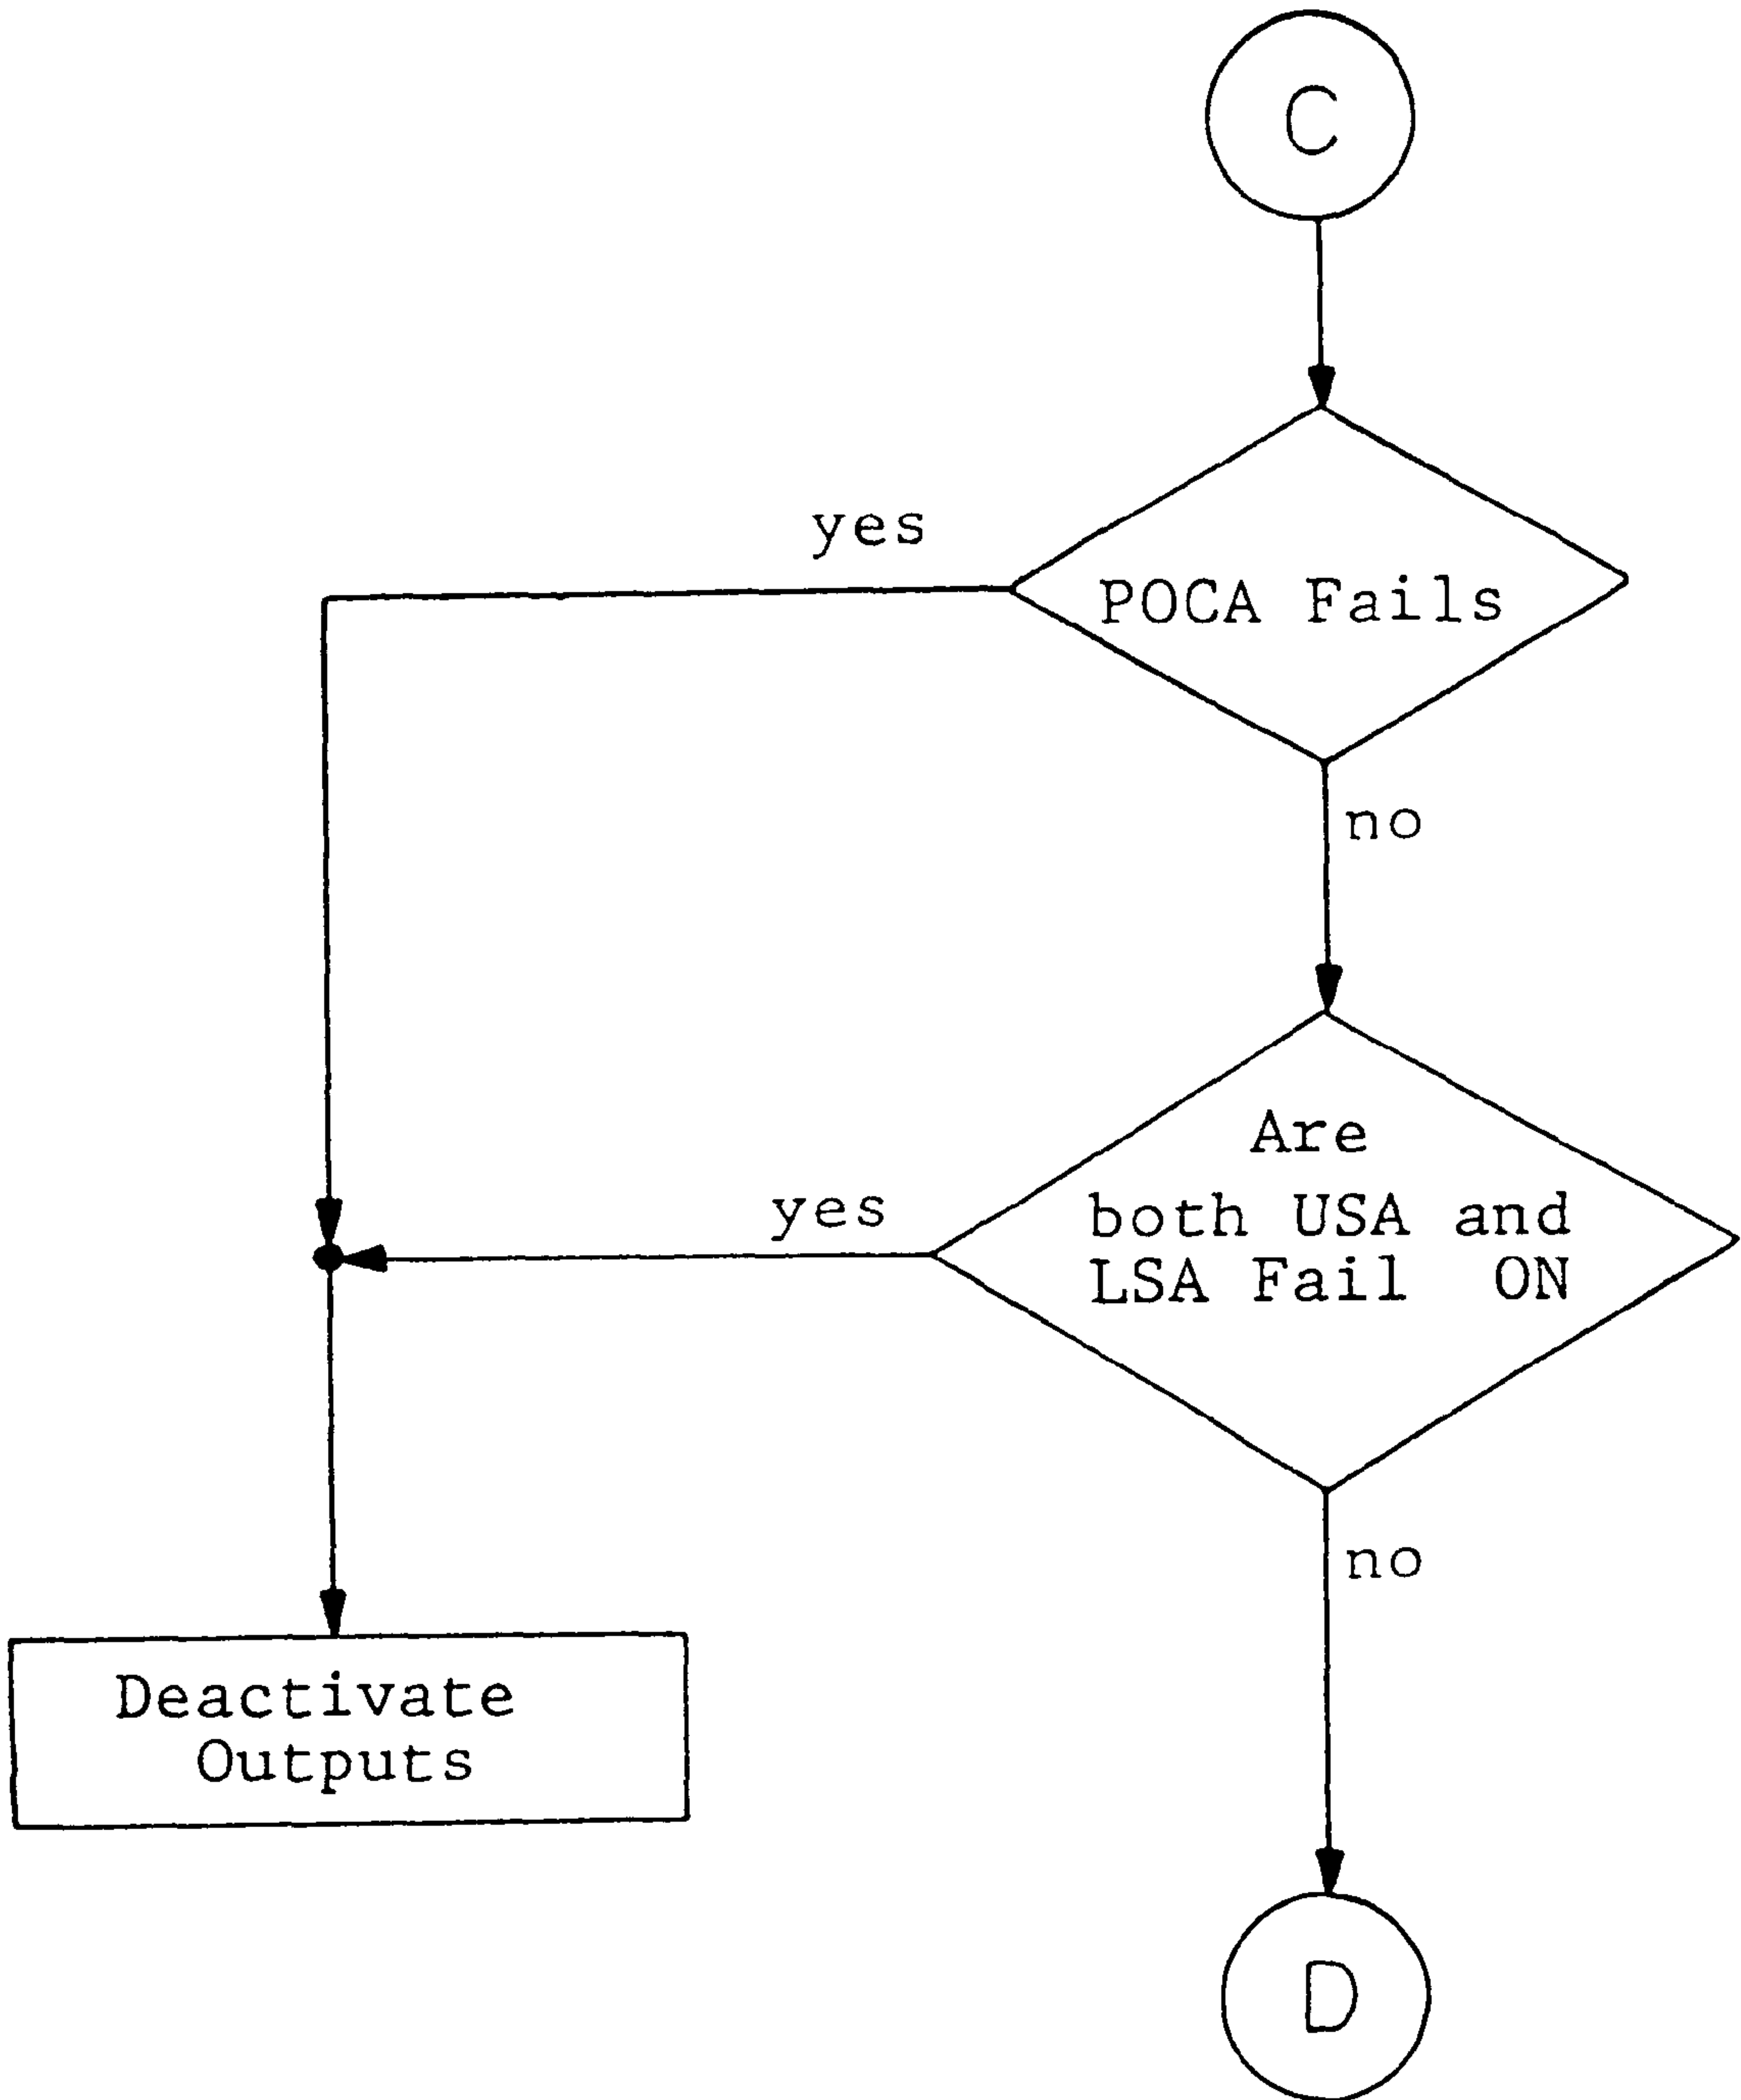 C
yes
POCA Fails
no
Are
both USA and
LSA Fail ON
yes
no
Deactivate
Outputs
D